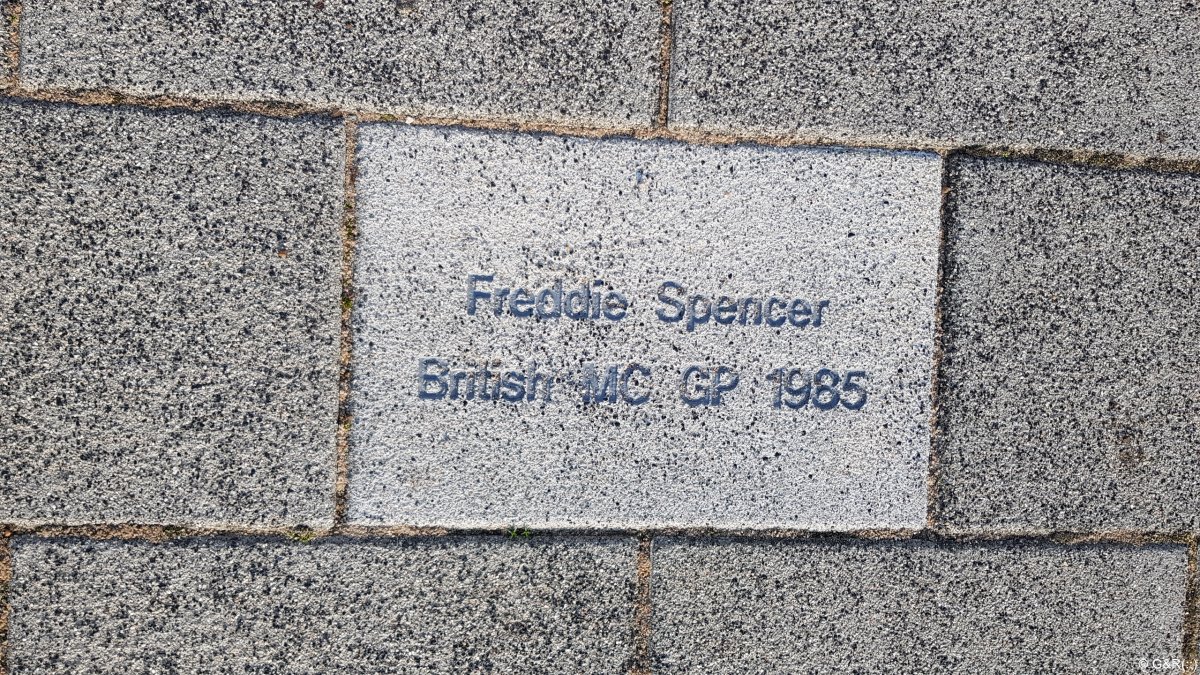 Freddie Spencer
British MC GP 1985